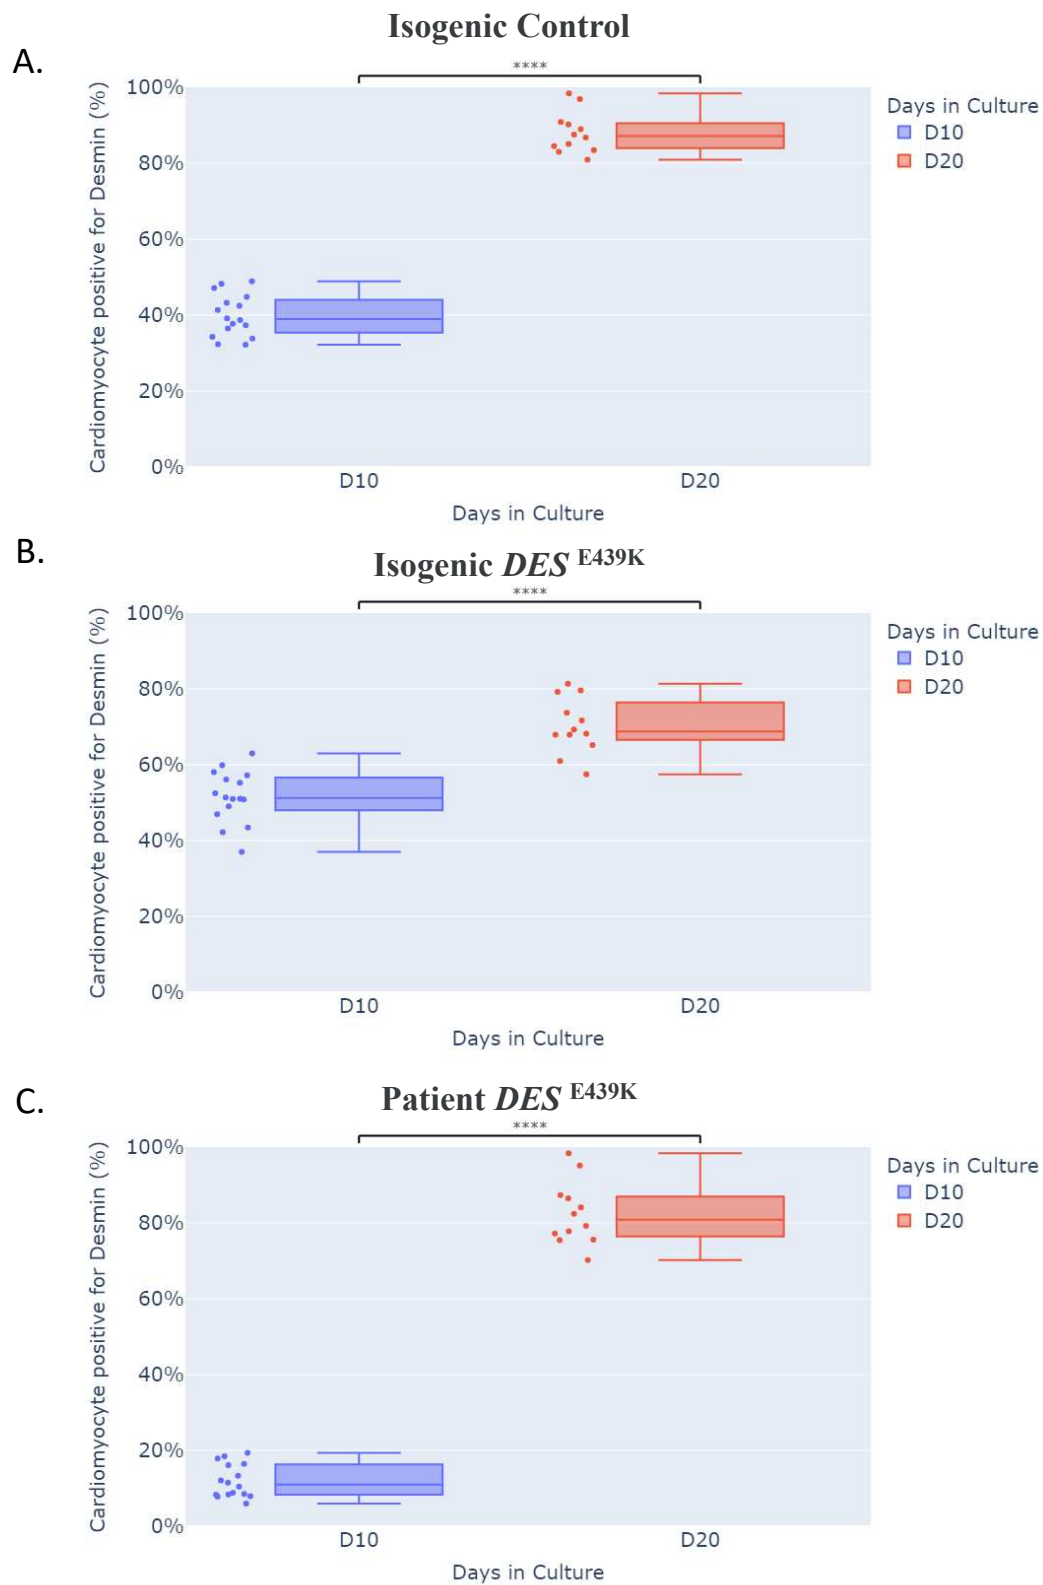 Isogenic Control
A.
****
Cardiomyocyte positive for Desmin (%)
100%
80%
60%
40%
20%
0%
D10
D20
Days in Culture
Days in Culture
D10
D20
B.
Isogenic DES E439K
****
Cardiomyocyte positive for Desmin (%)
100%
80%
60%
40%
20%
0%
D10
D20
Days in Culture
Days in Culture
D10
D20
C.
Patient DES E439K
****
Cardiomyocyte positive for Desmin (%)
100%
80%
60%
40%
20%
0%
D10
D20
Days in Culture
Days in Culture
D10
D20